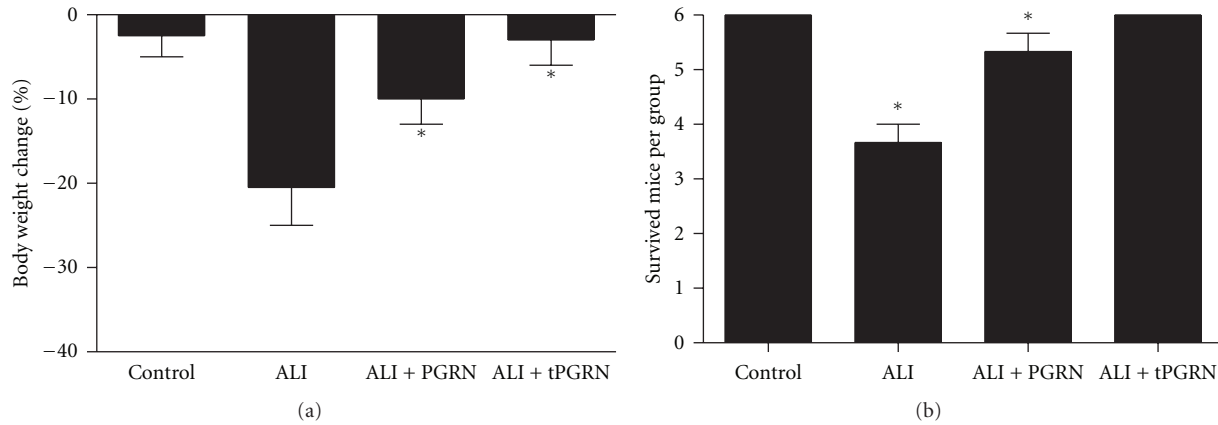 0
−10
−20
−30
−40
Body weight change (%)
*
*
Control
ALI
ALI + PGRN
ALI + tPGRN
(a)
6
5
4
3
2
1
0
Survived mice per group
*
*
Control
ALI
ALI + PGRN
ALI + tPGRN
(b)